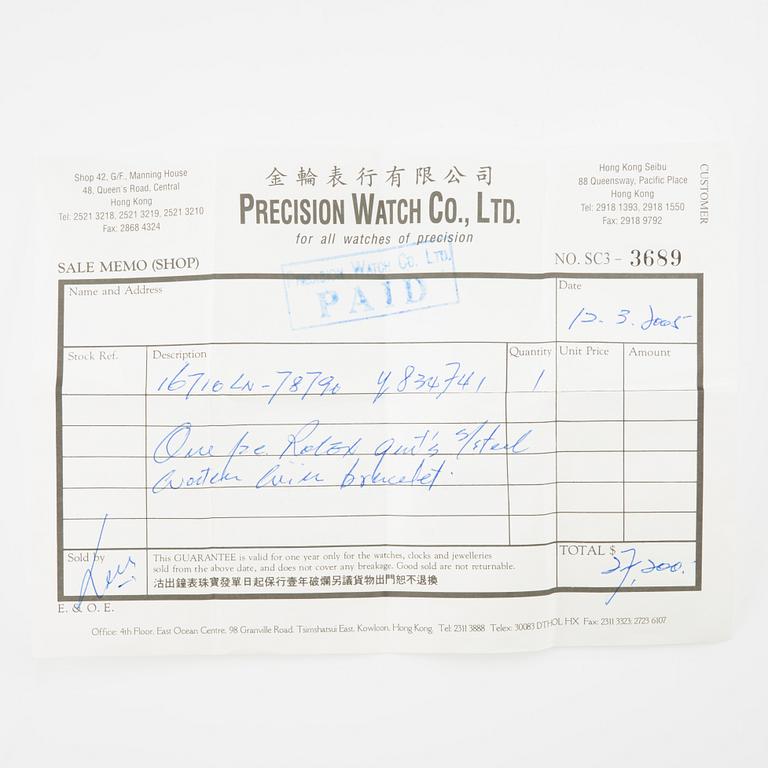 Shop 42, G/F., Manning House
48, Queen's Road, Central
Hong Kong
Tel: 2521 3218, 2521 3219, 2521 3210
Fax: 2868 4324
金輪表行有限公司
PRECISION WATCH CO., LTD.
for all watches of precision
Hong Kong Seibu
88 Queensway, Pacific Place
Hong Kong
Tel: 2918 1393, 2918 1550
Fax: 2918 9792
CUSTOMER
SALE MEMO (SHOP)
PRECISION WATCH CO. LTD.
PAID
NO. SC3 - 3689
Name and Address
Date
12. 3. 2005
Stock Ref.
Description
Quantity
Unit Price
Amount
16710LN-78790 Y834741 1
One pc. Rolex gent's s/steel
watch with bracelet.
Sold by
This GUARANTEE is valid for one year only for the watches, clocks and jewelleries
sold from the above date, and does not cover any breakage. Good sold are not returnable.
沽出鐘表珠寶發單日起保行壹年破爛另議貨物出門恕不退換
TOTAL $
37,200.
E. & O. E.
Office: 4th Floor, East Ocean Centre, 98 Granville Road, Tsimshatsui East, Kowloon, Hong Kong. Tel: 2311 3888 Telex: 30083 DTHOL HX Fax: 2311 3323; 2723 6107